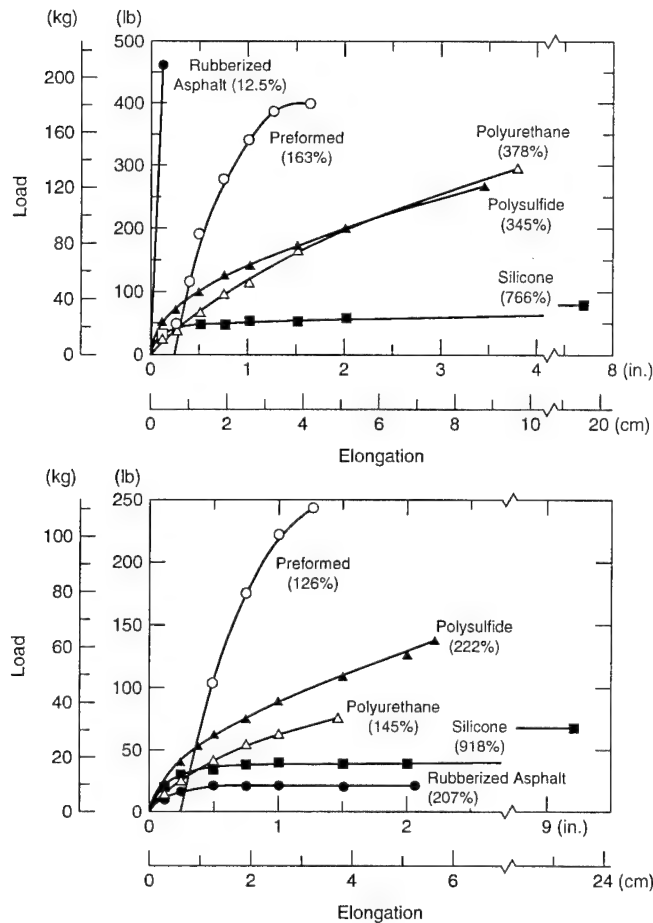 (kg)
(lb)
500
200
Rubberized
Asphalt (12.5%)
400
Preformed
(163%)
Polyurethane
(378%)
160
300
120
Polysulfide
(345%)
Load
200
80
Silicone
(766%)
100
40
0
0
0
1
2
3
4
8 (in.)
0
2
4
6
8
10
20 (cm)
Elongation
(kg)
(lb)
250
100
200
Preformed
(126%)
80
150
Polysulfide
(222%)
60
Load
100
Polyurethane
(145%)
40
Silicone
(918%)
50
20
Rubberized Asphalt
(207%)
0
0
0
1
2
9 (in.)
0
2
4
6
24 (cm)
Elongation